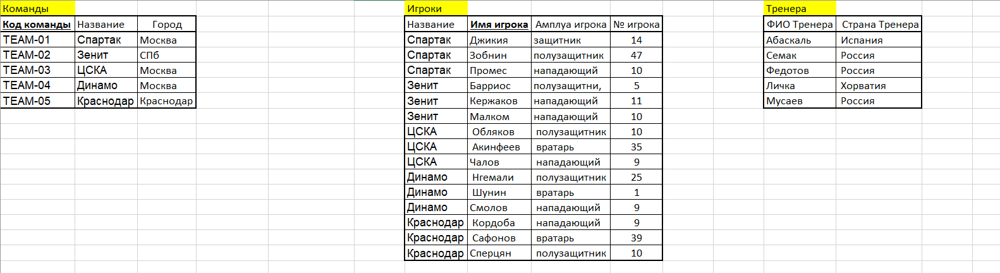 Команды Игроки Тренера
Код команды Название Город Название Имя игрока Амплуа игрока № игрока ФИО Тренера Страна Тренера
TEAM-01 Спартак Москва Спартак Джикия защитник 14 Абаскаль Испания
TEAM-02 Зенит СПб Спартак Зобнин полузащитник 47 Семак Россия
TEAM-03 ЦСКА Москва Спартак Промес нападающий 10 Федотов Россия
TEAM-04 Динамо Москва Зенит Барриос полузащитни, 5 Личка Хорватия
TEAM-05 Краснодар Краснодар Зенит Кержаков нападающий 11 Мусаев Россия
Зенит Малком нападающий 10
ЦСКА Обляков полузащитник 10
ЦСКА Акинфеев вратарь 35
ЦСКА Чалов нападающий 9
Динамо Нгемали полузащитник 25
Динамо Шунин вратарь 1
Динамо Смолов нападающий 9
Краснодар Кордоба нападающий 9
Краснодар Сафонов вратарь 39
Краснодар Сперцян полузащитник 10